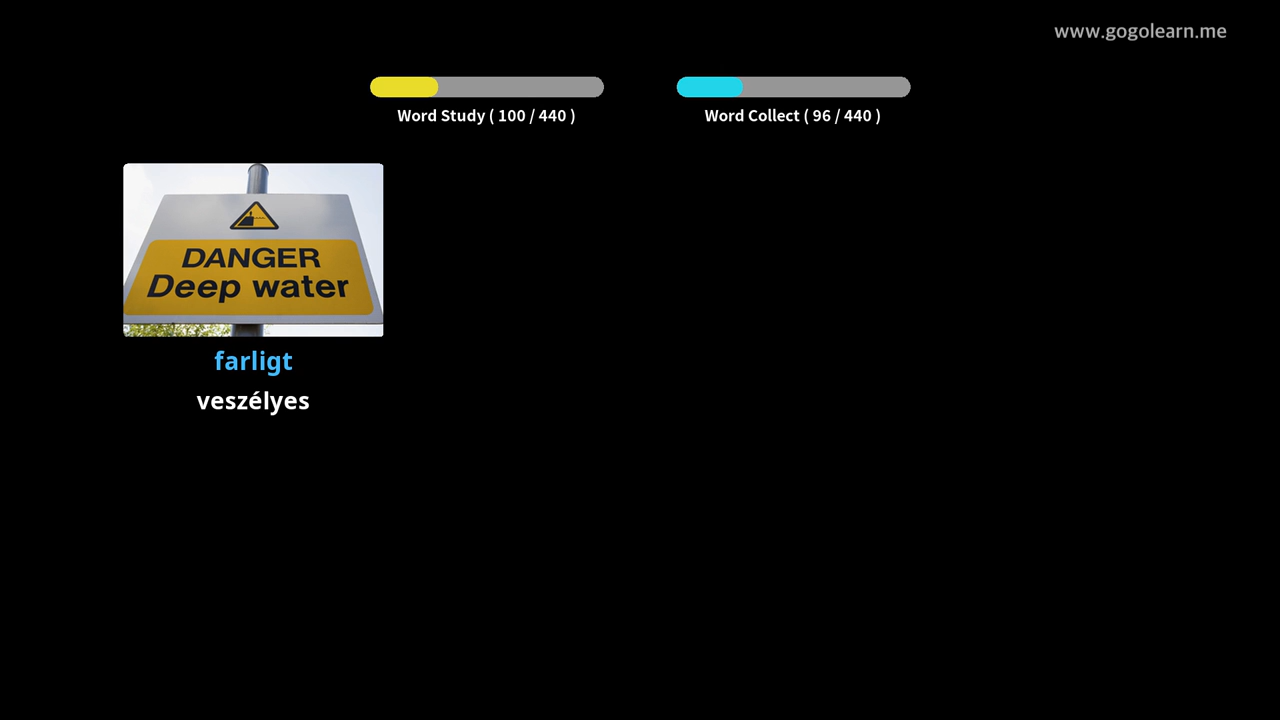 www.gogolearn.me
Word Study ( 100 / 440 )
Word Collect ( 96 / 440 )
DANGER
Deep water
farligt
veszélyes